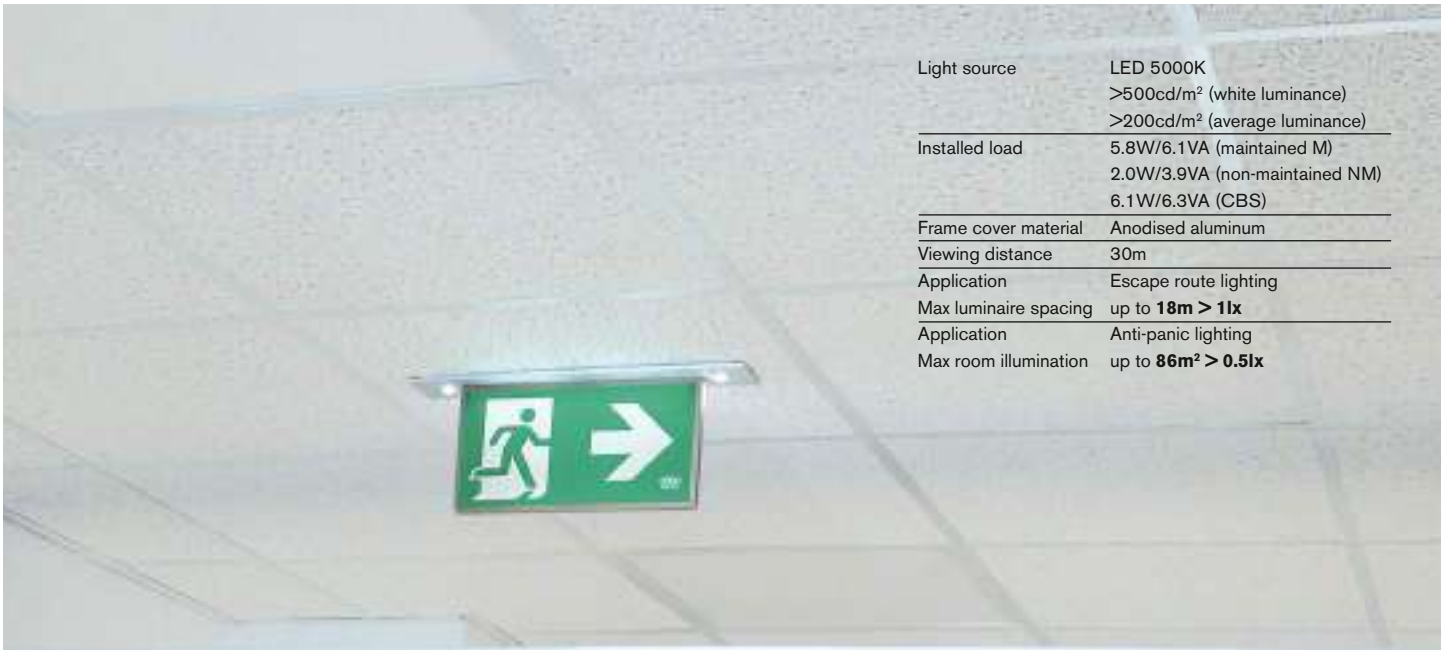 Light source LED 5000K
>500cd/m² (white luminance)
>200cd/m² (average luminance)
Installed load 5.8W/6.1VA (maintained M)
2.0W/3.9VA (non-maintained NM)
6.1W/6.3VA (CBS)
Frame cover material Anodised aluminum
Viewing distance 30m
Application Escape route lighting
Max luminaire spacing up to 18m > 1lx
Application Anti-panic lighting
Max room illumination up to 86m² > 0.5lx